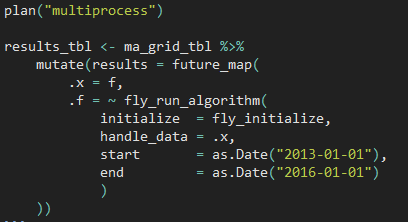 plan("multiprocess")
results_tbl <- ma_grid_tbl %>%
    mutate(results = future_map(
        .x = f,
        .f = ~ fly_run_algorithm(
            initialize  = fly_initialize,
            handle_data = .x,
            start       = as.Date("2013-01-01"),
            end         = as.Date("2016-01-01")
            )
    ))